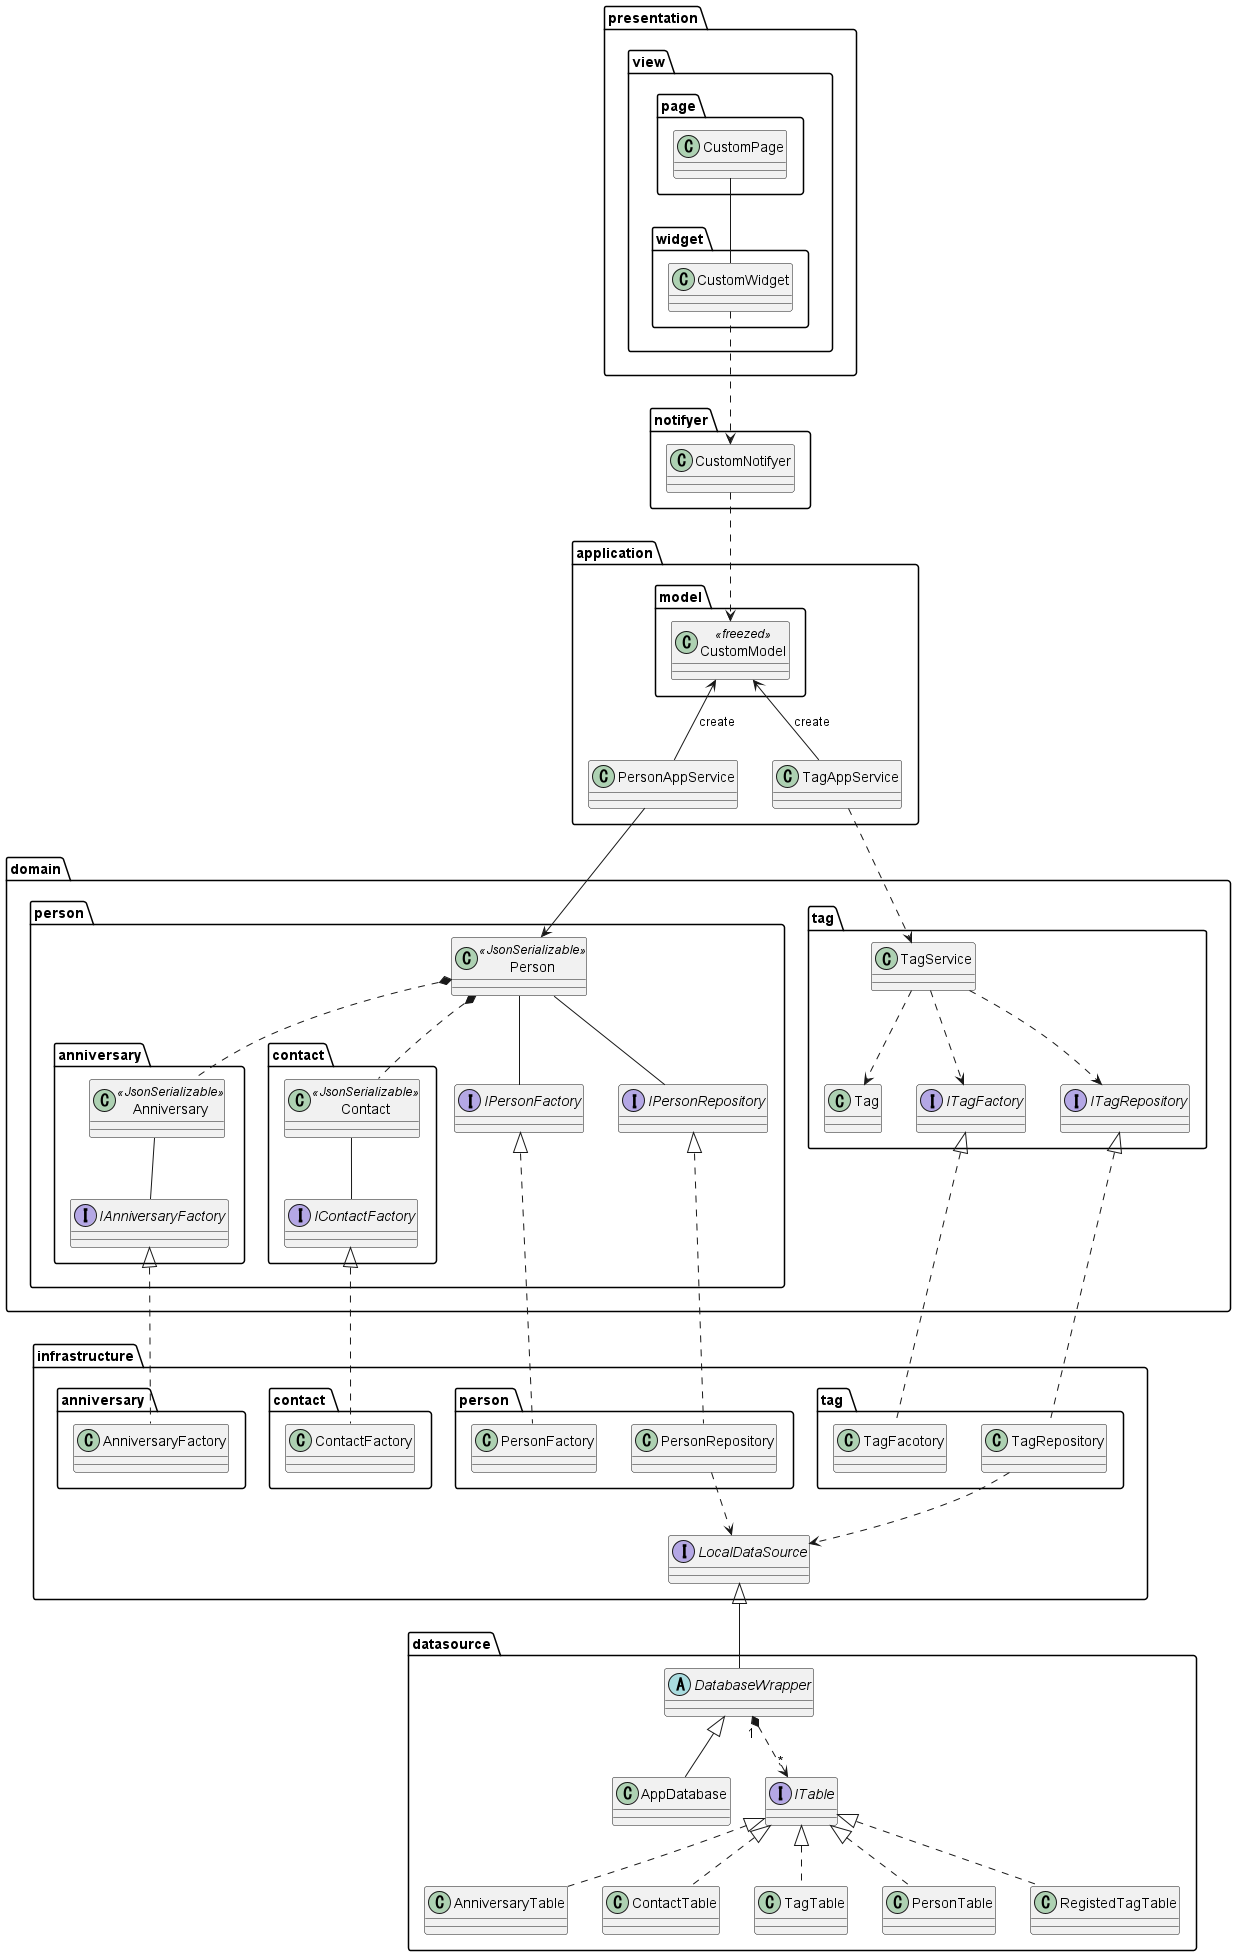 presentation
view
page
C CustomPage
widget
C CustomWidget
notifyer
C CustomNotifyer
application
model
C «freezed»
CustomModel
create
create
C PersonAppService
C TagAppService
domain
person
tag
C «JsonSerializable»
Person
C TagService
anniversary
contact
C «JsonSerializable»
Anniversary
C «JsonSerializable»
Contact
I IPersonFactory
I IPersonRepository
C Tag
I ITagFactory
I ITagRepository
I IAnniversaryFactory
I IContactFactory
infrastructure
anniversary
contact
person
tag
C AnniversaryFactory
C ContactFactory
C PersonFactory
C PersonRepository
C TagFacotory
C TagRepository
I LocalDataSource
datasource
A DatabaseWrapper
1
*
C AppDatabase
I ITable
C AnniversaryTable
C ContactTable
C TagTable
C PersonTable
C RegistedTagTable